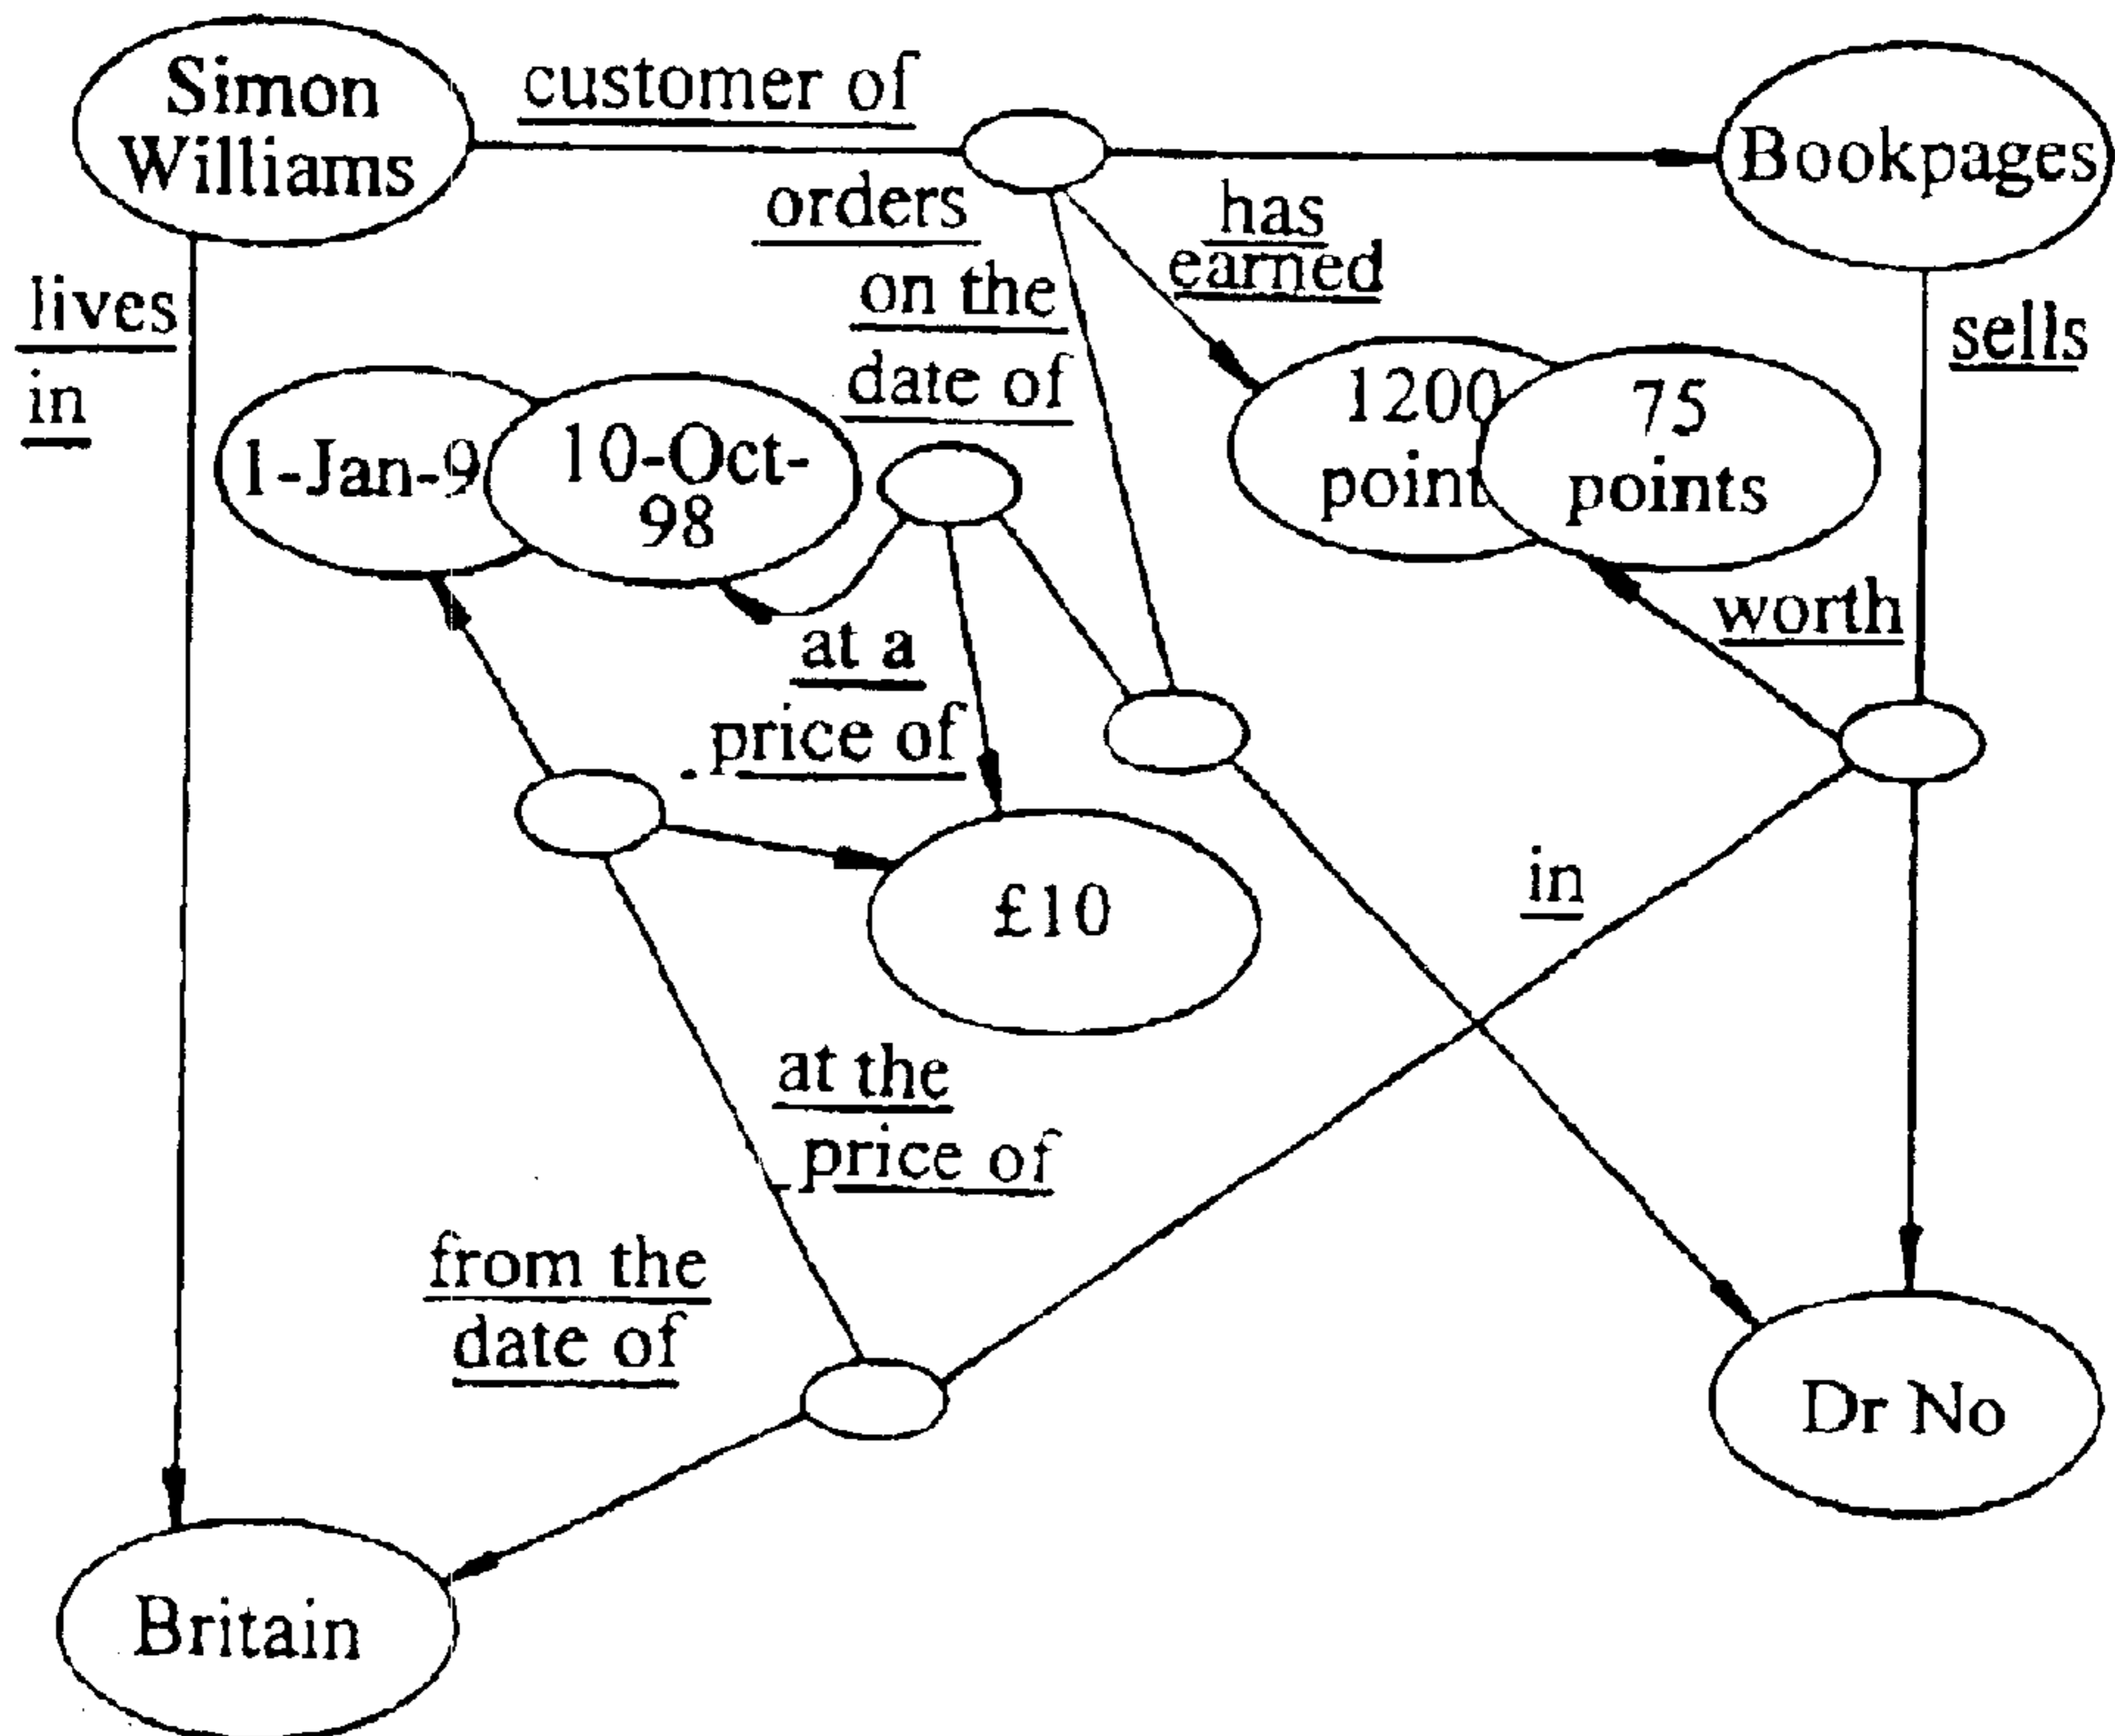 Simon
Williams
customer of
Bookpages
orders
has
earned
on the
date of
lives
in
sells
1-Jan-9
10-Oct-
98
1200
point
75
points
worth
at a
price of
£10
in
at the
price of
from the
date of
Dr No
Britain